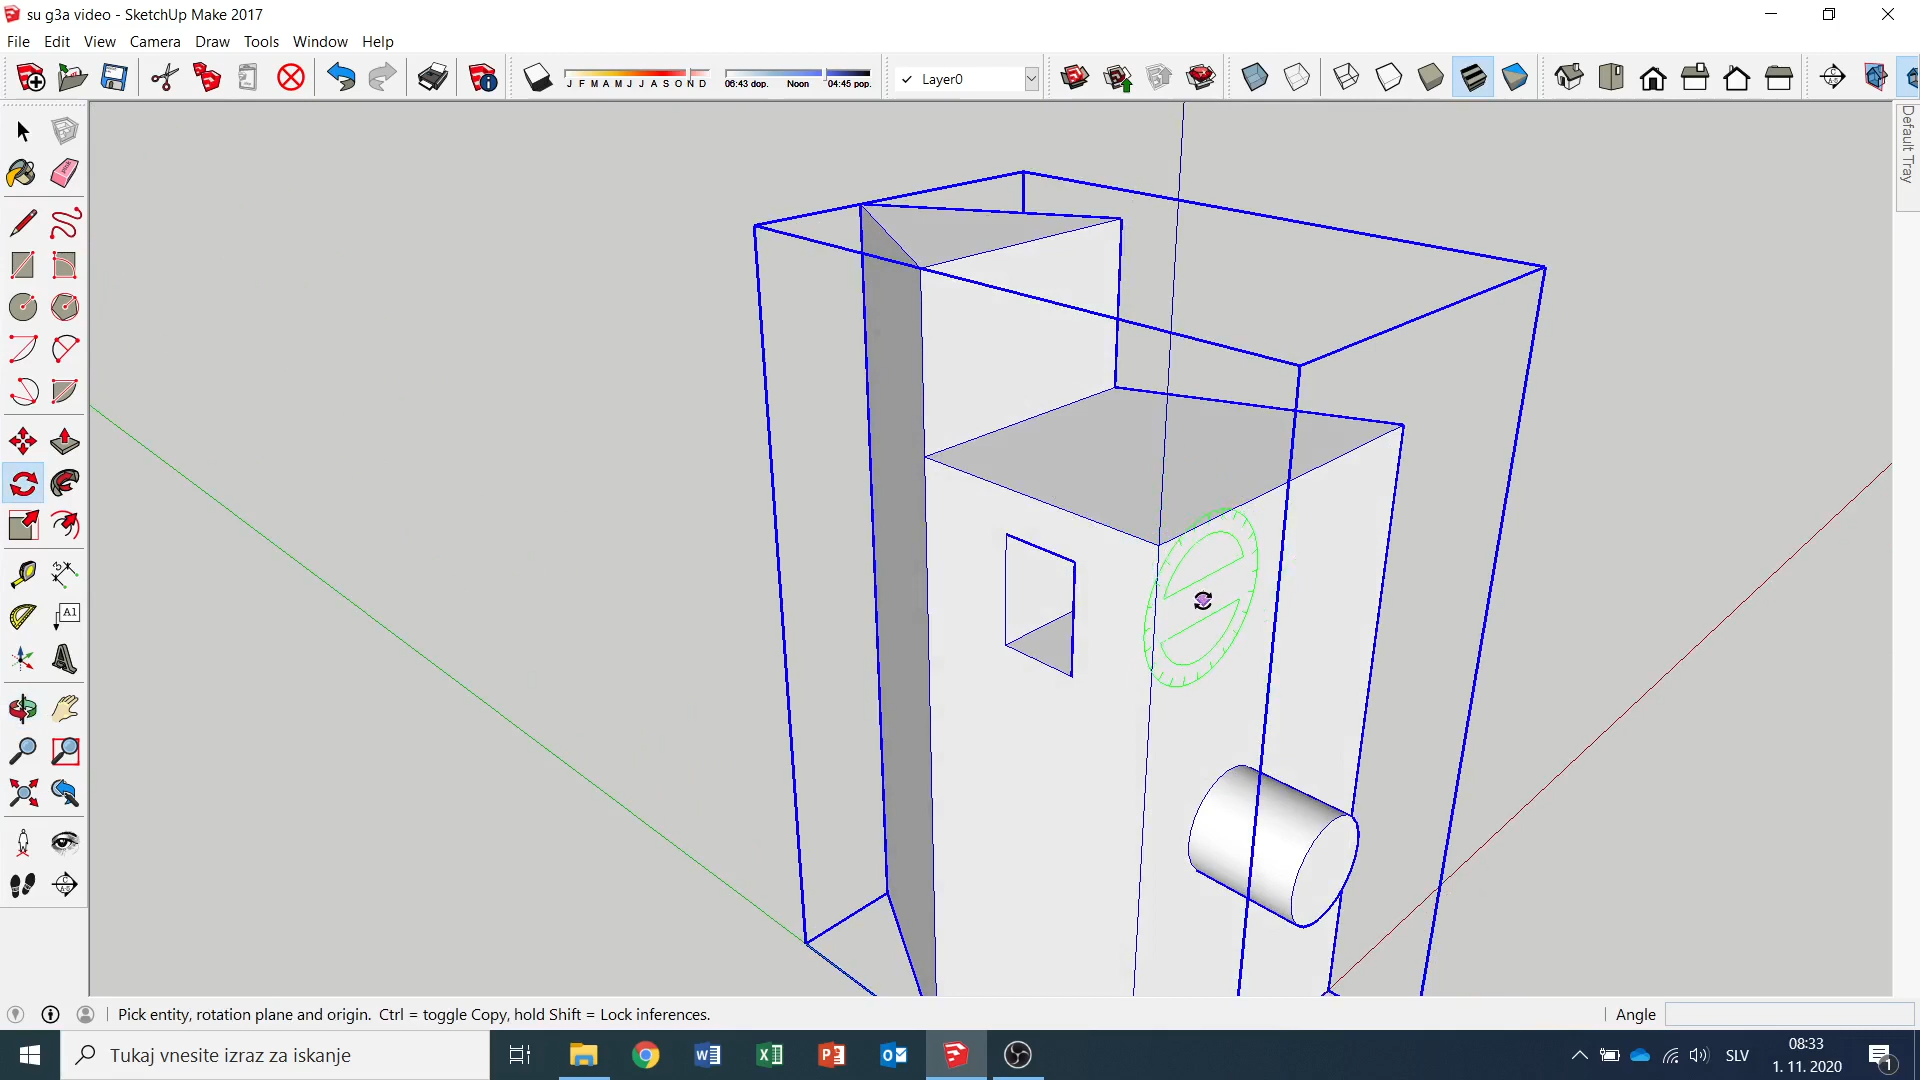 su g3a video - SketchUp Make 2017
File Edit View Camera Draw Tools Window Help
J F M A M J J A S O N D
06:43 dop. Noon 04:45 pop.
Layer0
Default Tray
A1
Pick entity, rotation plane and origin. Ctrl = toggle Copy, hold Shift = Lock inferences.
Angle
Tukaj vnesite izraz za iskanje
SLV
08:33
1. 11. 2020
1